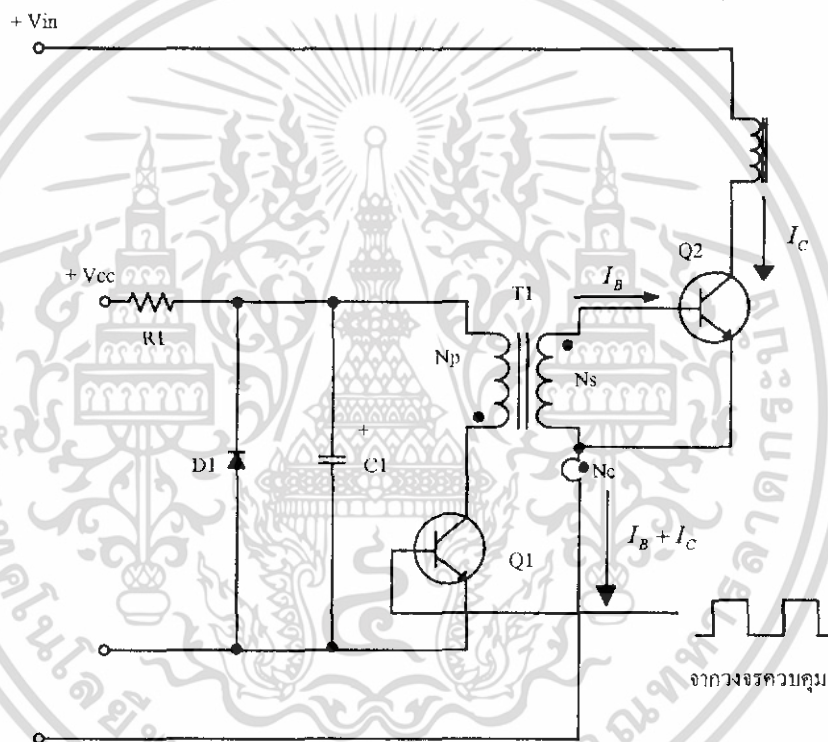 + Vin
I_C
Q2
+ Vcc
I_B
T1
R1
Np
Ns
D1
+
C1
Nc
I_B + I_C
Q1
จากวงจรควบคุม